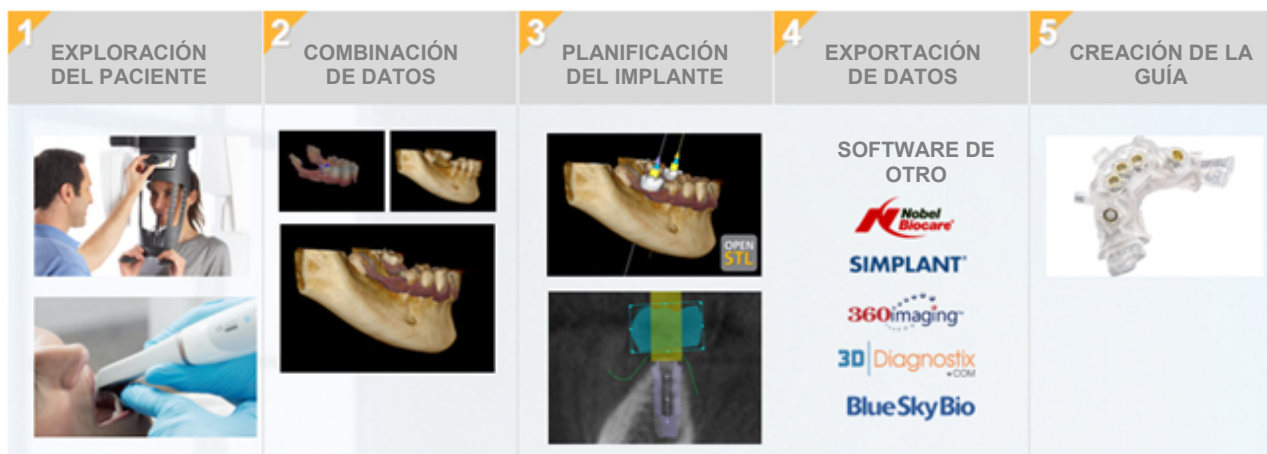 1
EXPLORACIÓN
DEL PACIENTE
2
COMBINACIÓN
DE DATOS
3
PLANIFICACIÓN
DEL IMPLANTE
4
EXPORTACIÓN
DE DATOS
5
CREACIÓN DE LA
GUÍA
OPEN
STL
SOFTWARE DE
OTRO
Nobel
Biocare®
SIMPLANT®
360imaging™
3D Diagnostix
.COM
BlueSkyBio